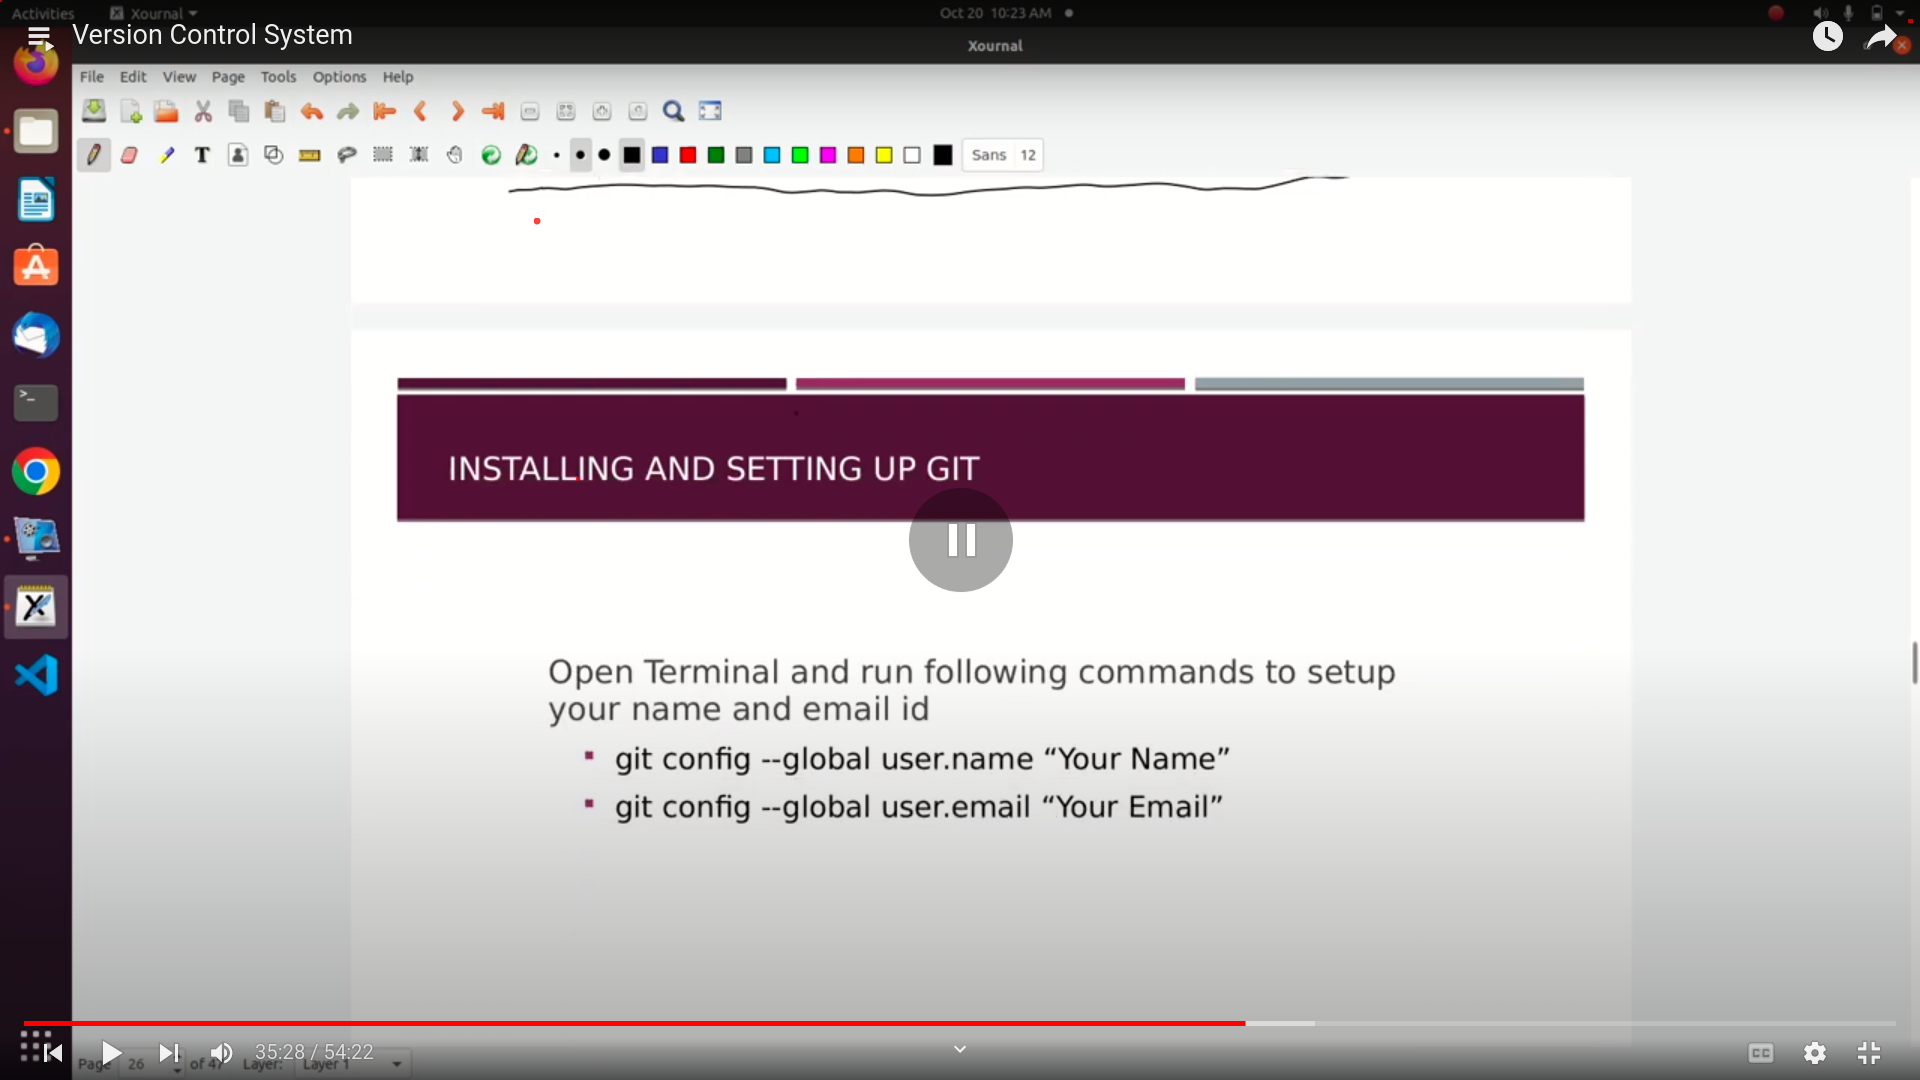 Activities
Xournal
Oct 20 10:23 AM
Version Control System
Xournal
File Edit View Page Tools Options Help
Sans 12
INSTALLING AND SETTING UP GIT
Open Terminal and run following commands to setup
your name and email id
git config --global user.name “Your Name”
git config --global user.email “Your Email”
35:28 / 54:22
CC
Page 26 of 47 Layer: Layer 1